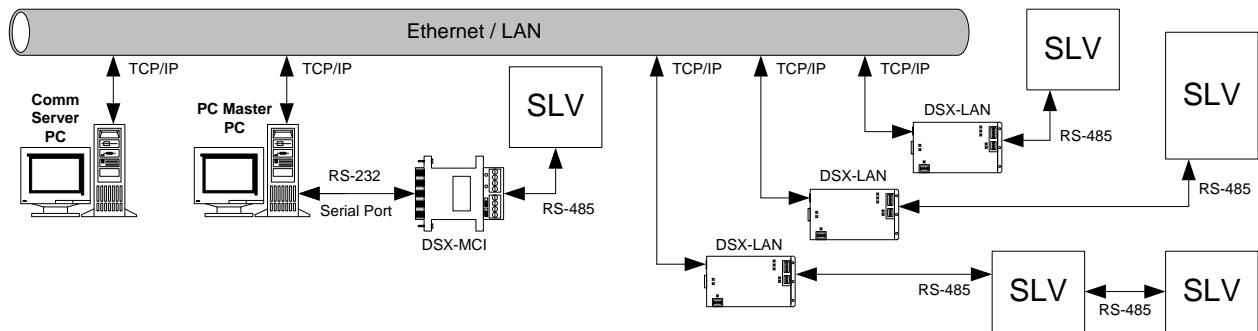 Ethernet / LAN
TCP/IP
TCP/IP
TCP/IP
TCP/IP
TCP/IP
Comm
Server
PC
PC Master
PC
SLV
SLV
SLV
DSX-LAN
RS-485
RS-232
Serial Port
RS-485
DSX-MCI
DSX-LAN
RS-485
DSX-LAN
RS-485
SLV
RS-485
SLV